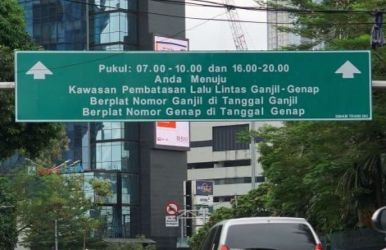 Pukul: 07.00 - 10.00 dan 16.00-20.00
Anda Menuju
Kawasan Pembatasan Lalu Lintas Ganjil-Genap
Berplat Nomor Ganjil di Tanggal Ganjil
Berplat Nomor Genap di Tanggal Genap